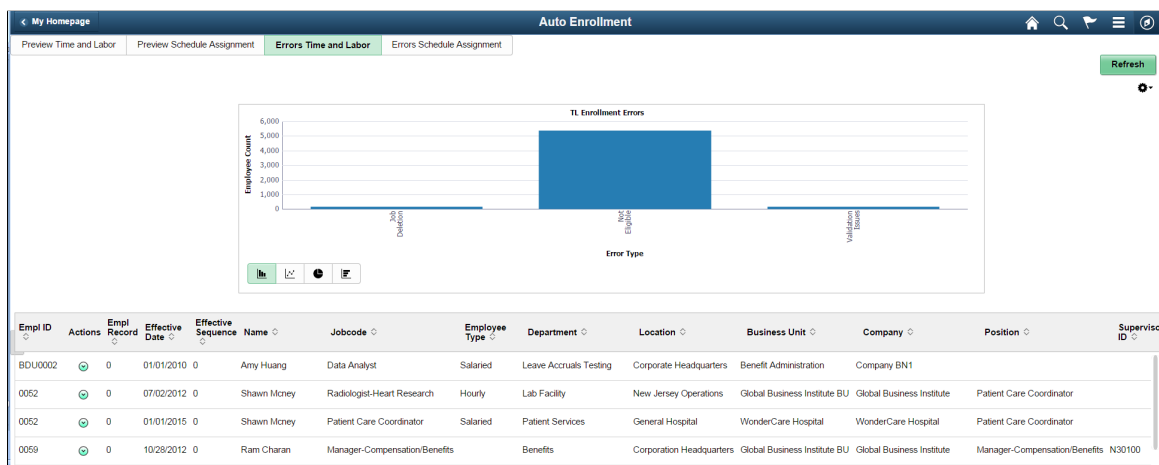 My Homepage
Auto Enrollment
Preview Time and Labor
Preview Schedule Assignment
Errors Time and Labor
Errors Schedule Assignment
Refresh
TL Enrollment Errors
Employee Count
6,000
5,000
4,000
3,000
2,000
1,000
0
Job Deletion
Not Eligible
Validation Issues
Error Type
Empl ID Actions Empl Record Effective Date Effective Sequence Name Jobcode Employee Type Department Location Business Unit Company Position Superviso ID
BDU0002 0 01/01/2010 0 Amy Huang Data Analyst Salaried Leave Accruals Testing Corporate Headquarters Benefit Administration Company BN1
0052 0 07/02/2012 0 Shawn Mcney Radiologist-Heart Research Hourly Lab Facility New Jersey Operations Global Business Institute BU Global Business Institute Patient Care Coordinator
0052 0 01/01/2015 0 Shawn Mcney Patient Care Coordinator Salaried Patient Services General Hospital WonderCare Hospital WonderCare Hospital Patient Care Coordinator
0059 0 10/28/2012 0 Ram Charan Manager-Compensation/Benefits Benefits Corporation Headquarters Global Business Institute BU Global Business Institute Manager-Compensation/Benefits N30100